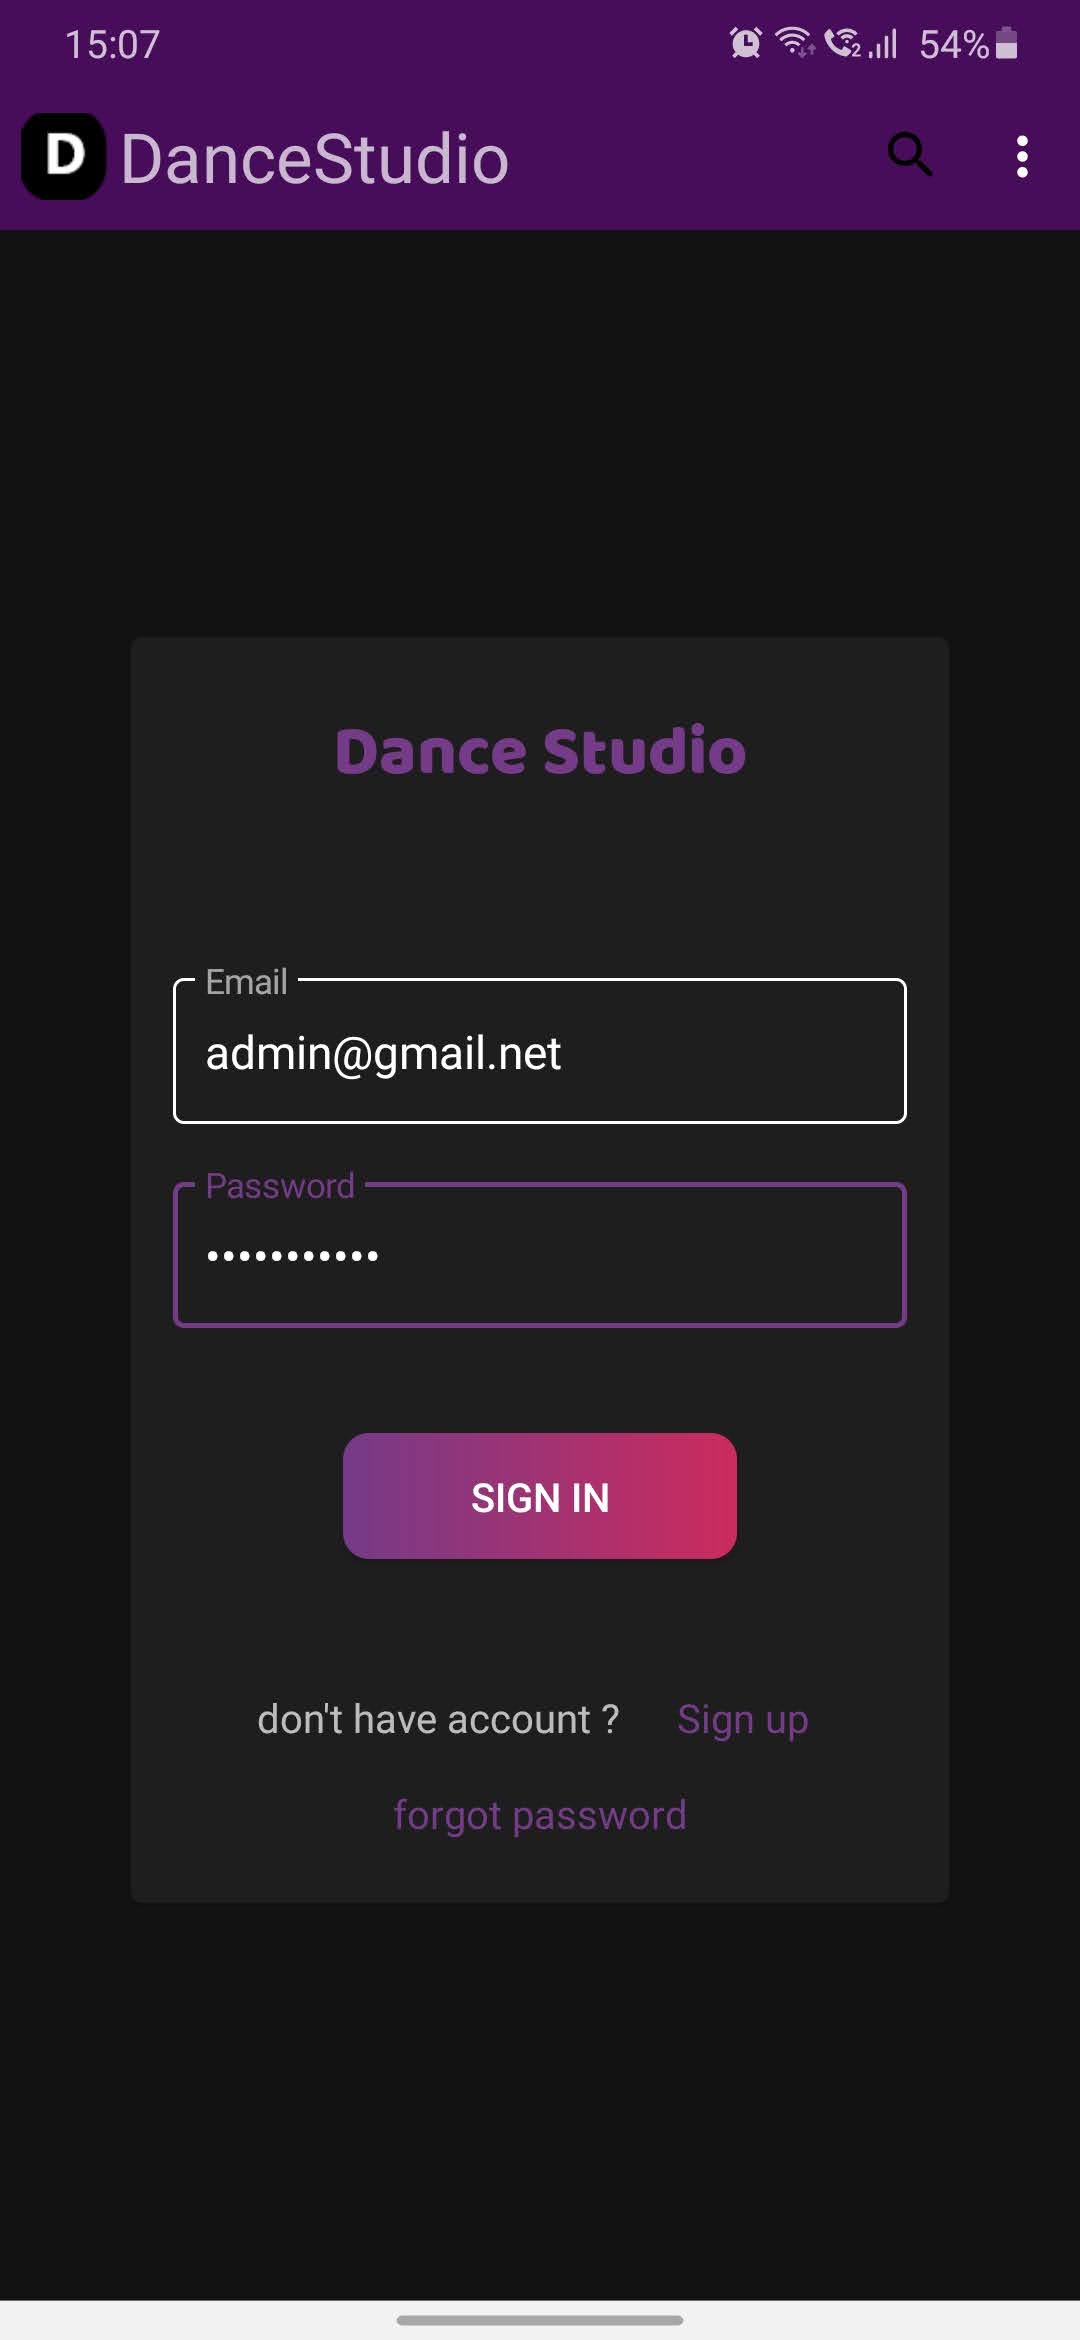 15:07
2
54%
D DanceStudio
Dance Studio
Email
admin@gmail.net
Password
•••••••••••
SIGN IN
don't have account ? Sign up
forgot password